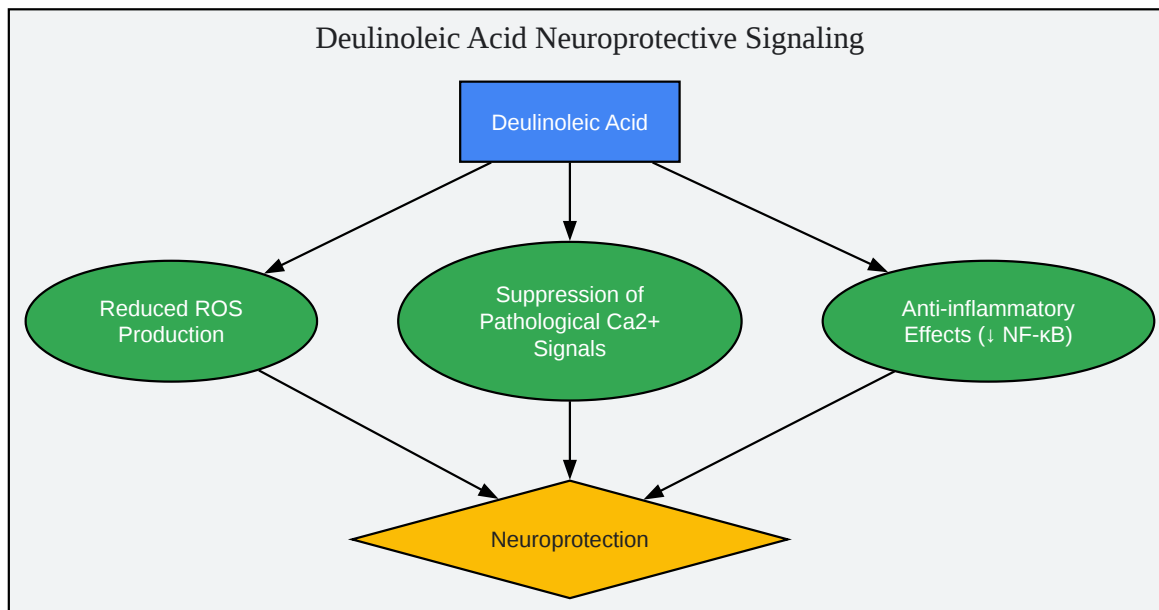 Deulinoleic Acid Neuroprotective Signaling
Deulinoleic Acid
Reduced ROS
Production
Suppression of
Pathological Ca2+
Signals
Anti-inflammatory
Effects (↓ NF-κB)
Neuroprotection